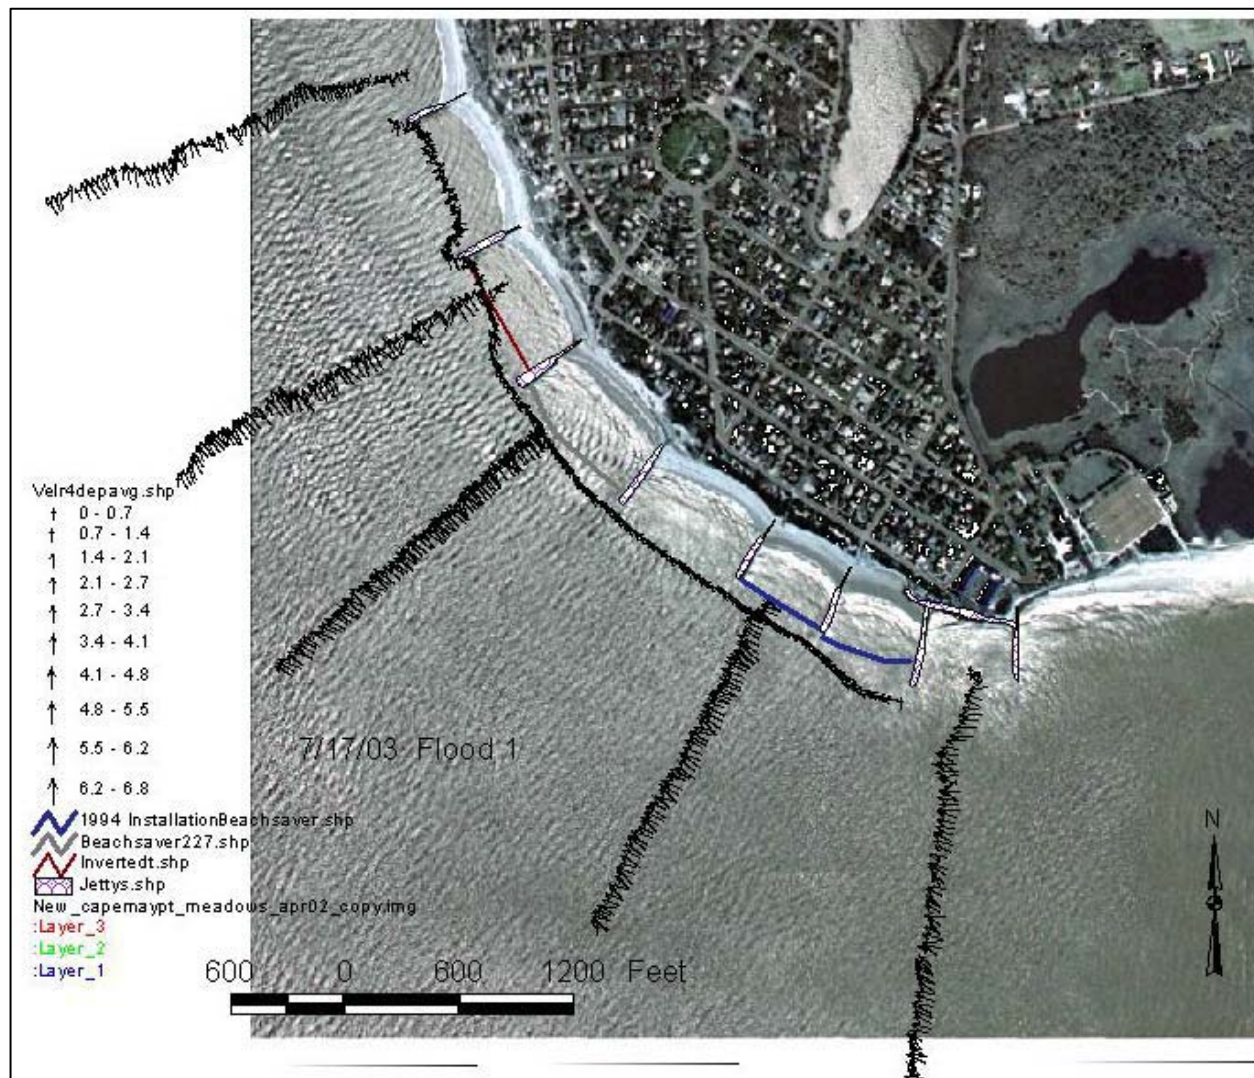 Velr4depavg.shp
0 - 0.7
0.7 - 1.4
1.4 - 2.1
2.1 - 2.7
2.7 - 3.4
3.4 - 4.1
4.1 - 4.8
4.8 - 5.5
5.5 - 6.2
6.2 - 6.8
1994 InstallationBeachsaver.shp
Beachsaver227.shp
Invertedt.shp
Jettys.shp
New_capemaypt_meadows_apr02_copy.img
:Layer_3
:Layer_2
:Layer_1
7/17/03 Flood 1
600 0 600 1200 Feet
N